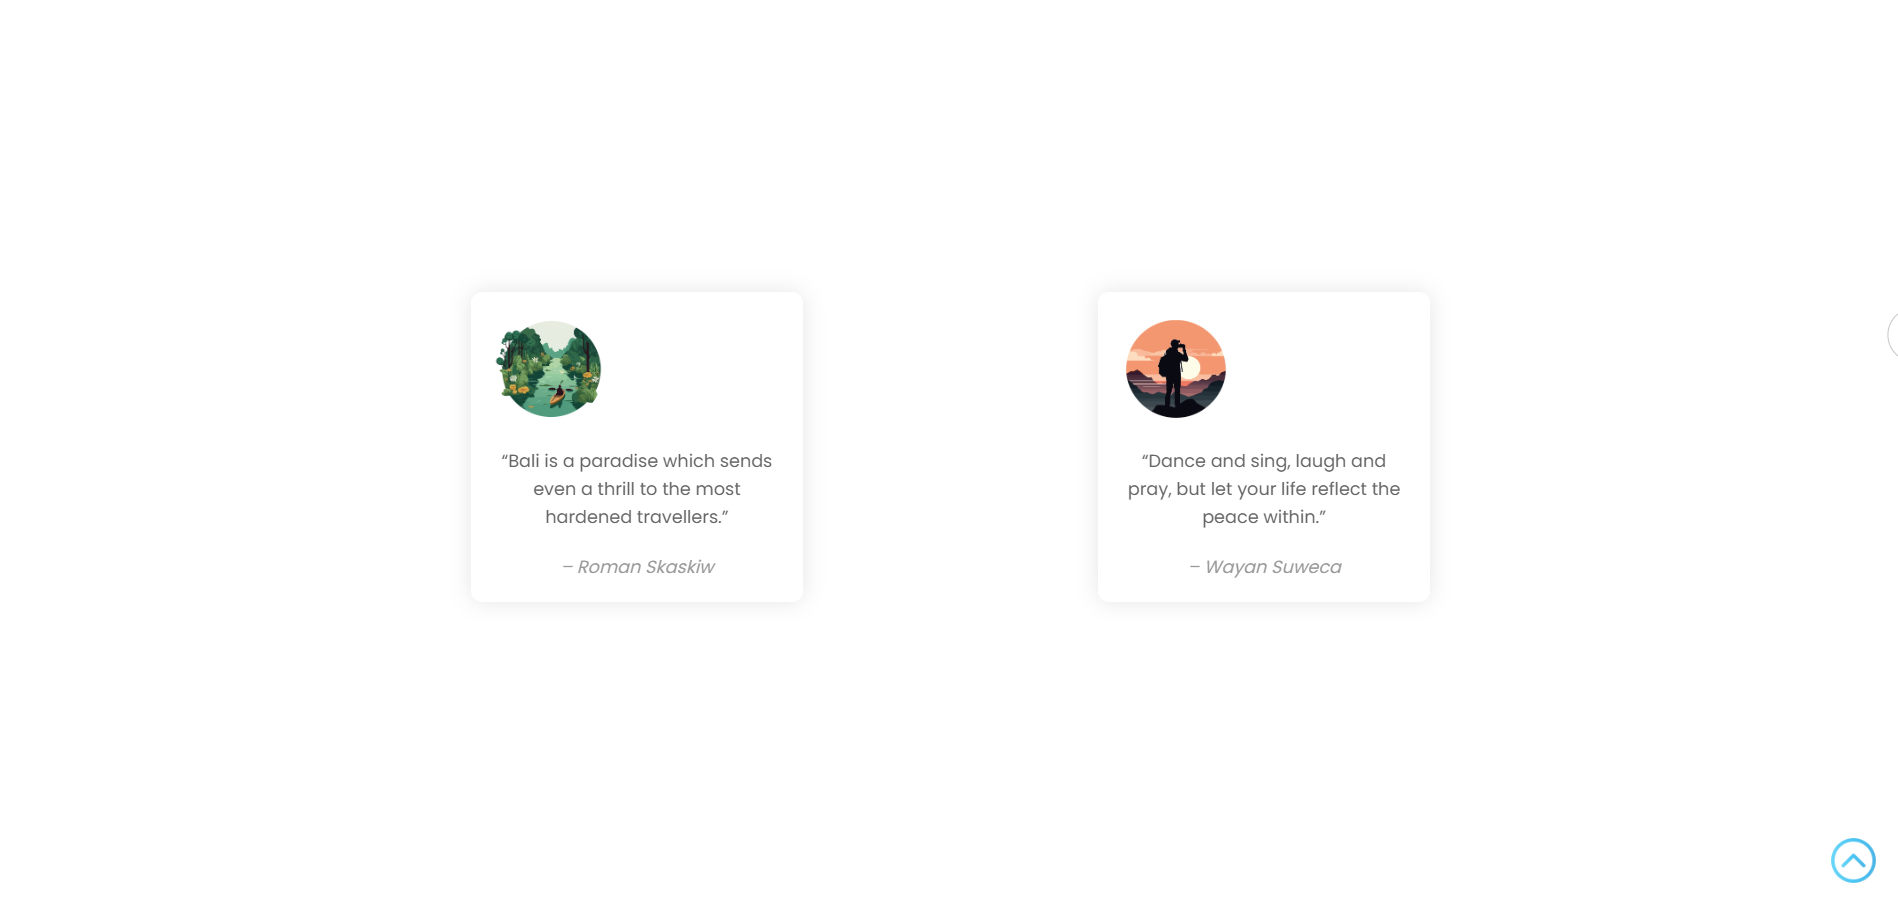 “Bali is a paradise which sends
even a thrill to the most
hardened travellers.”
– Roman Skaskiw
“Dance and sing, laugh and
pray, but let your life reflect the
peace within.”
– Wayan Suweca